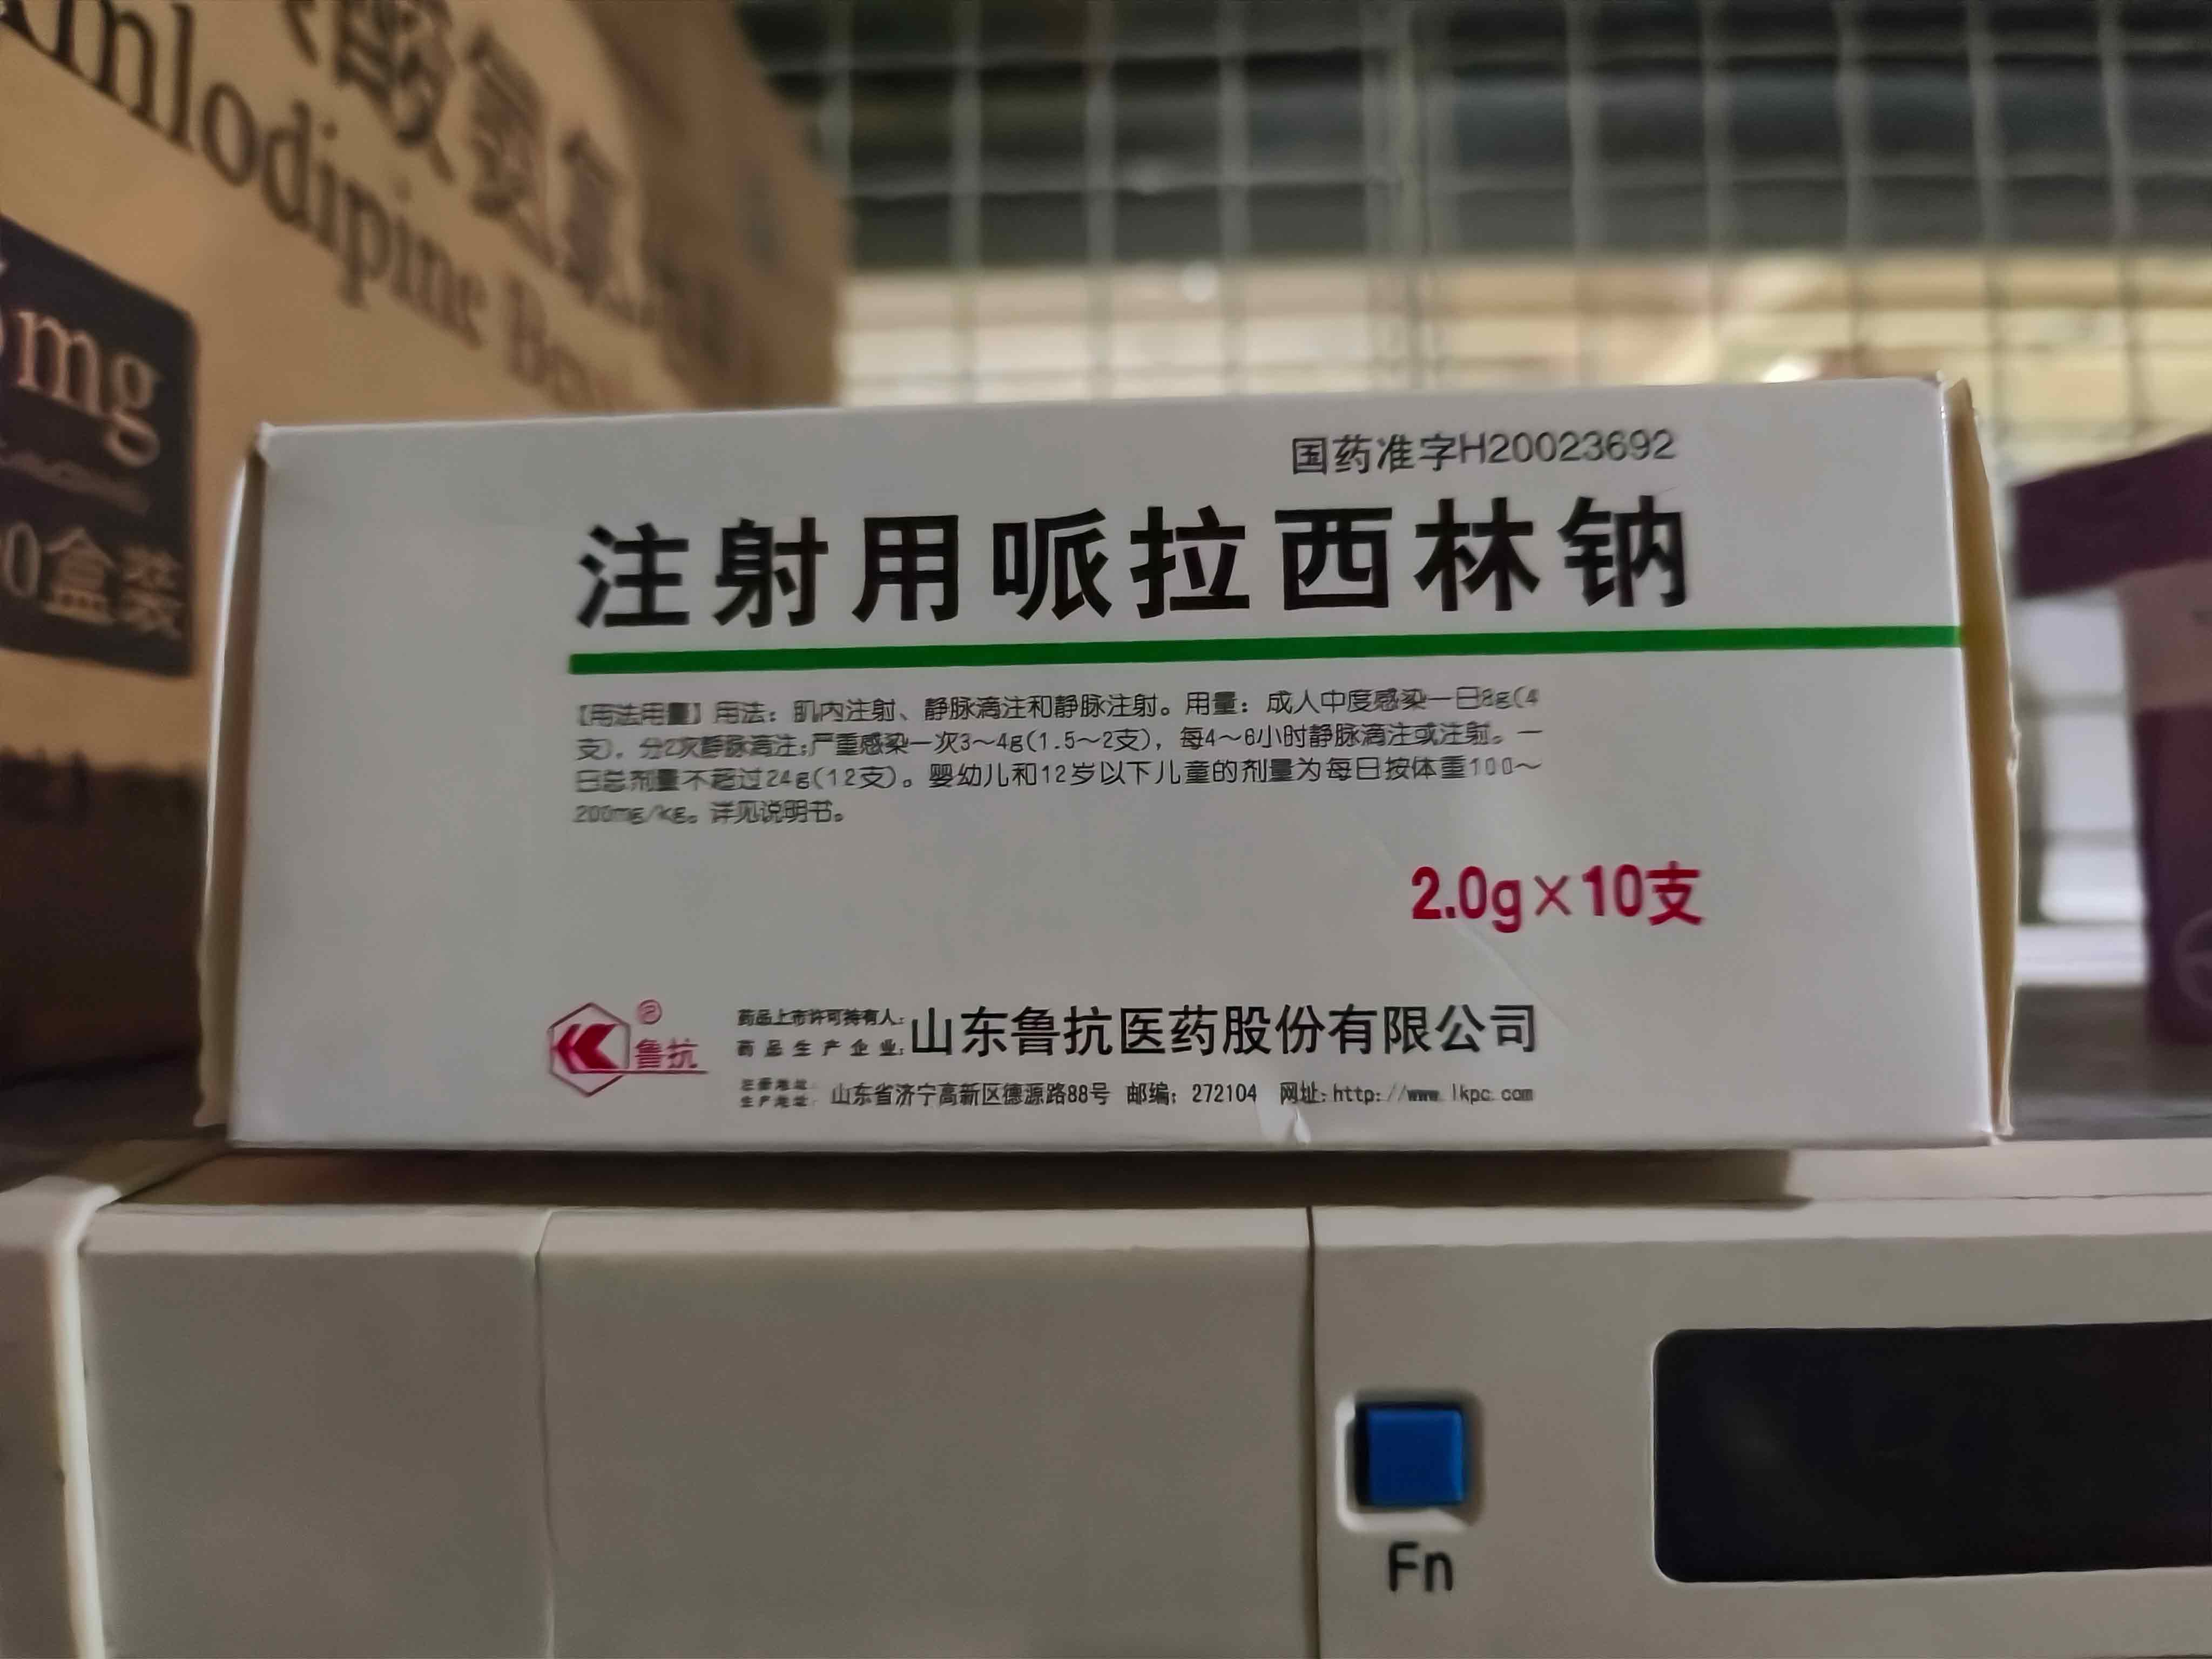 酸氨氯
mlodipine Be
mg
0盒装
国药准字H20023692
注射用哌拉西林钠
【用法用量】用法：肌内注射、静脉滴注和静脉注射。用量：成人中度感染一日8g(4
支)，分2次静脉滴注;严重感染一次3～4g(1.5～2支)，每4～6小时静脉滴注或注射。一
日总剂量不超过24g(12支)。婴幼儿和12岁以下儿童的剂量为每日按体重100～
200mg/kg。详见说明书。
2.0g×10支
鲁抗
药品上市许可持有人:
药品生产企业:
山东鲁抗医药股份有限公司
注册地址:
生产地址:
山东省济宁高新区德源路88号 邮编：272104 网址:http://www.lkpc.com
Fn